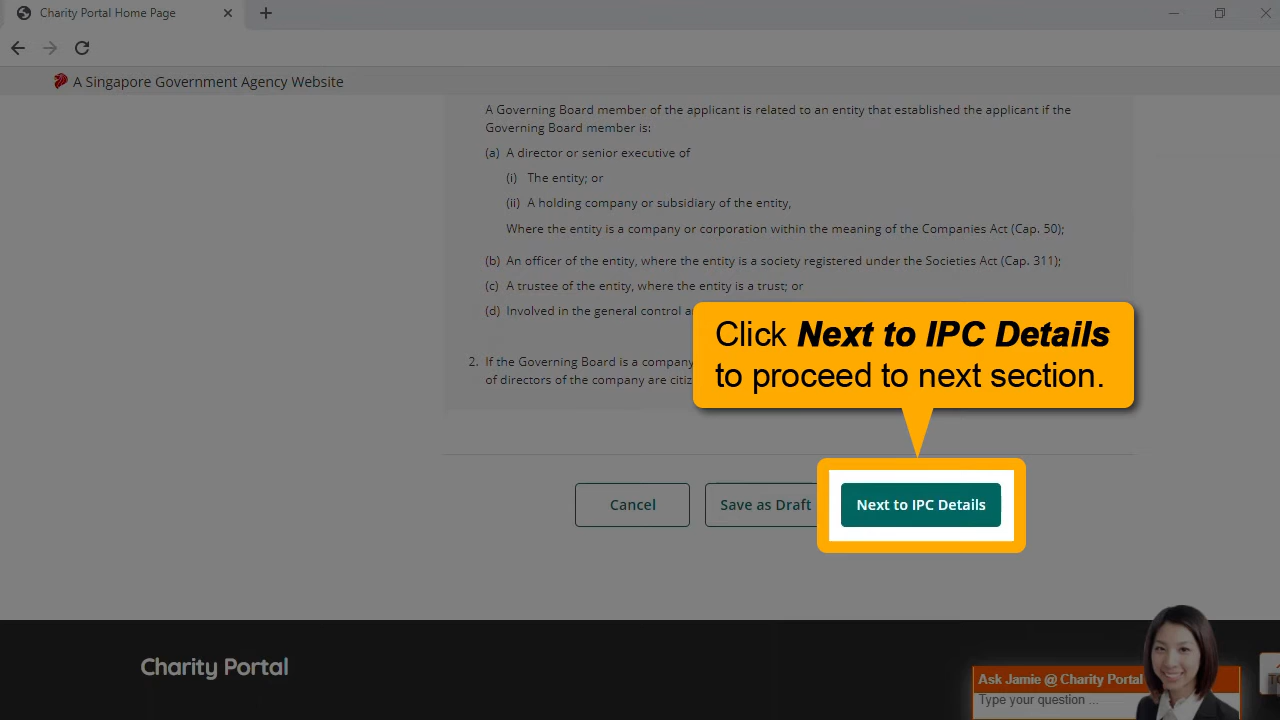 Charity Portal Home Page
A Singapore Government Agency Website
A Governing Board member of the applicant is related to an entity that established the applicant if the
Governing Board member is:
(a) A director or senior executive of
(i) The entity; or
(ii) A holding company or subsidiary of the entity,
Where the entity is a company or corporation within the meaning of the Companies Act (Cap. 50);
(b) An officer of the entity, where the entity is a society registered under the Societies Act (Cap. 311);
(c) A trustee of the entity, where the entity is a trust; or
(d) Involved in the general control
Click Next to IPC Details
to proceed to next section.
2. If the Governing Board is a company
of directors of the company are
Cancel
Save as Draft
Next to IPC Details
Charity Portal
Ask Jamie @ Charity Portal
Type your question ...